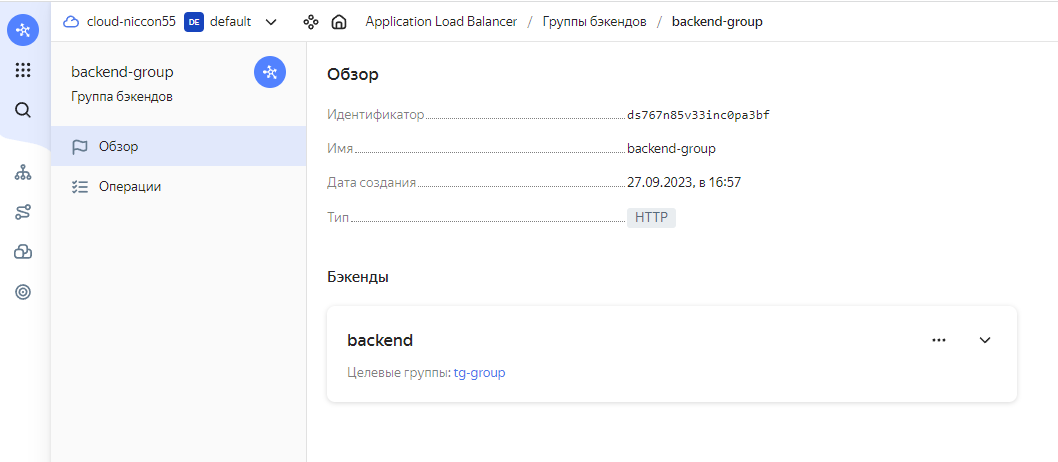 cloud-niccon55 DE default Application Load Balancer / Группы бэкендов / backend-group
backend-group
Группа бэкендов
Обзор
Операции
Обзор
Идентификатор ds767n85v33inc0pa3bf
Имя backend-group
Дата создания 27.09.2023, в 16:57
Тип HTTP
Бэкенды
backend
Целевые группы: tg-group